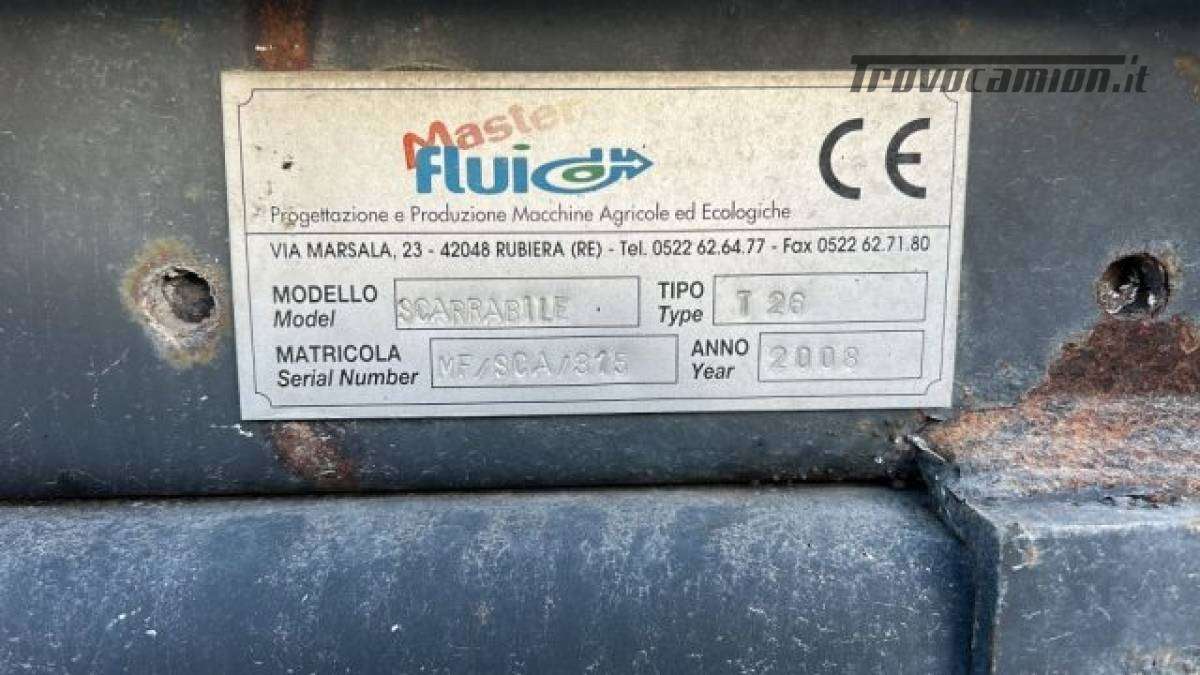 Trovocamion.it
Master
fluid
CE
Progettazione e Produzione Macchine Agricole ed Ecologiche
VIA MARSALA, 23 - 42048 RUBIERA (RE) - Tel. 0522 62.64.77 - Fax 0522 62.71.80
MODELLO SCARRABILE TIPO T 26
Model Type
MATRICOLA MF/SCA/815 ANNO 2008
Serial Number Year